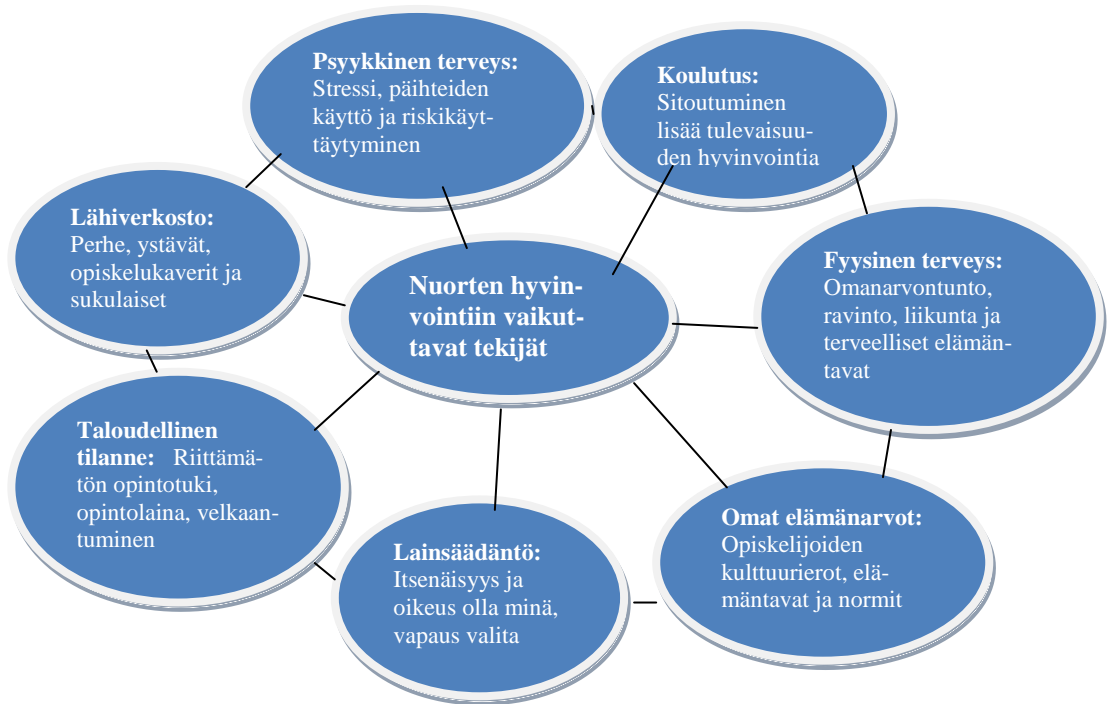 Psyykkinen terveys:
Stressi, päihteiden
käyttö ja riskikäyt-
täytyminen
Koulutus:
Sitoutuminen
lisää tulevaisuu-
den hyvinvointia
Lähiverkosto:
Perhe, ystävät,
opiskelukaverit ja
sukulaiset
Nuorten hyvin-
vointiin vaikut-
tavat tekijät
Fyysinen terveys:
Omanarvontunto,
ravinto, liikunta ja
terveelliset elämän-
tavat
Taloudellinen
tilanne: Riittämä-
tön opintotuki,
opintolaina, velkaan-
tuminen
Lainsäädäntö:
Itsenäisyys ja
oikeus olla minä,
vapaus valita
Omat elämänarvot:
Opiskelijoiden
kulttuurierot, elä-
mäntavat ja normit